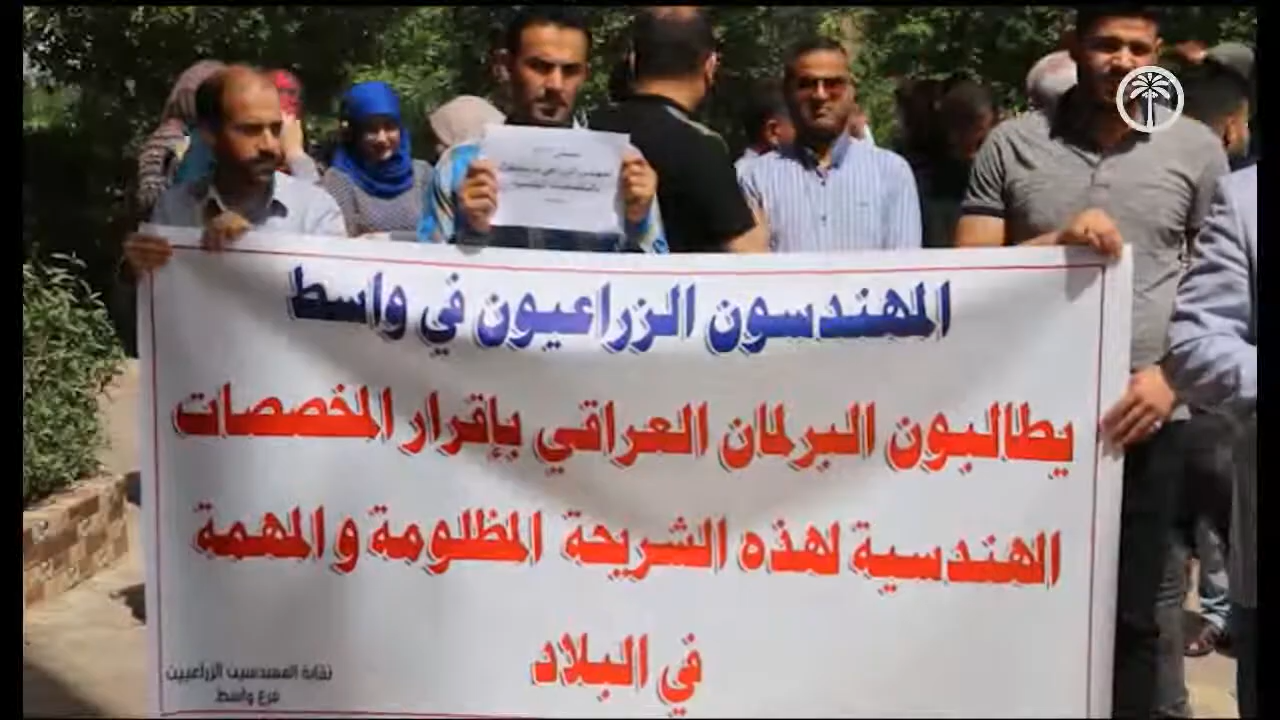 المهندسون الزراعيون في واسط
يطالبون البرلمان العراقي بإقرار المخصصات
الهندسية لهذه الشريحة المظلومة والمهمة
في البلاد
نقابة المهندسين الزراعيين
فرع واسط